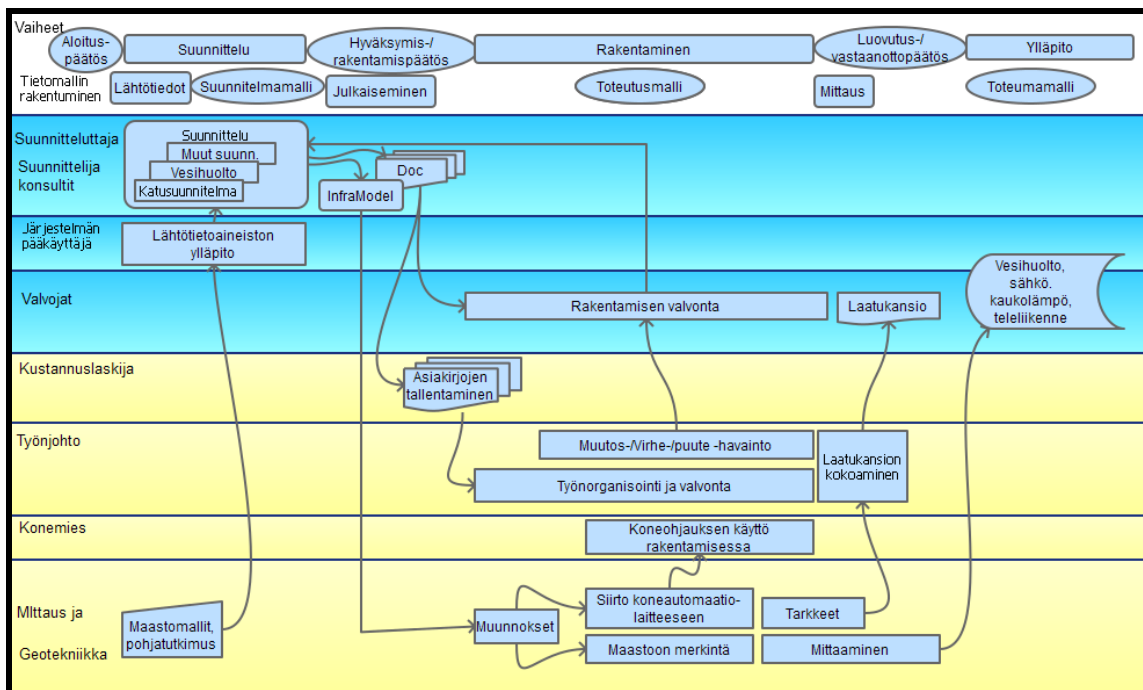 Vaiheet
Aloitus-
päätös
Suunnittelu
Hyväksymis-/
rakentamispäätös
Rakentaminen
Luovutus-/
vastaanottopäätös
Ylläpito
Tietomallin
rakentuminen
Lähtötiedot
Suunnitelmamalli
Julkaiseminen
Toteutusmalli
Mittaus
Toteumamalli
Suunnitteluttaja
Suunnittelija
konsultit
Suunnittelu
Muut suunn.
Vesihuolto
Katusuunnitelma
Doc
InfraModel
Järjestelmän
pääkäyttäjä
Lähtötietoaineiston
ylläpito
Valvojat
Rakentamisen valvonta
Laatukansio
Vesihuolto,
sähkö.
kaukolämpö,
teleliikenne
Kustannuslaskija
Asiakirjojen
tallentaminen
Työnjohto
Muutos-/Virhe-/puute -havainto
Työnorganisointi ja valvonta
Laatukansion
kokoaminen
Konemies
Koneohjauksen käyttö
rakentamisessa
MIttaus ja
Geotekniikka
Maastomallit,
pohjatutkimus
Muunnokset
Siirto koneautomaatio-
laitteeseen
Maastoon merkintä
Tarkkeet
Mittaaminen